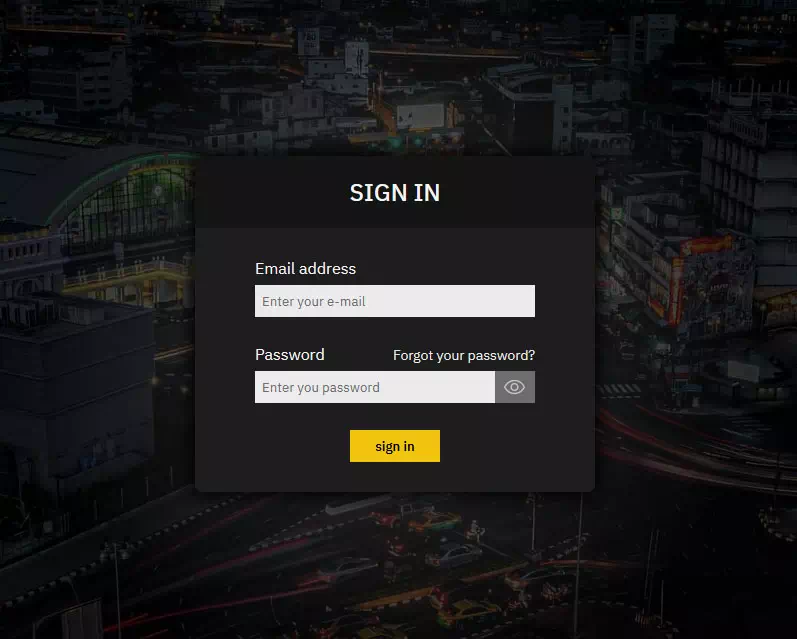 SIGN IN
Email address
Enter your e-mail
Password Forgot your password?
Enter you password
sign in